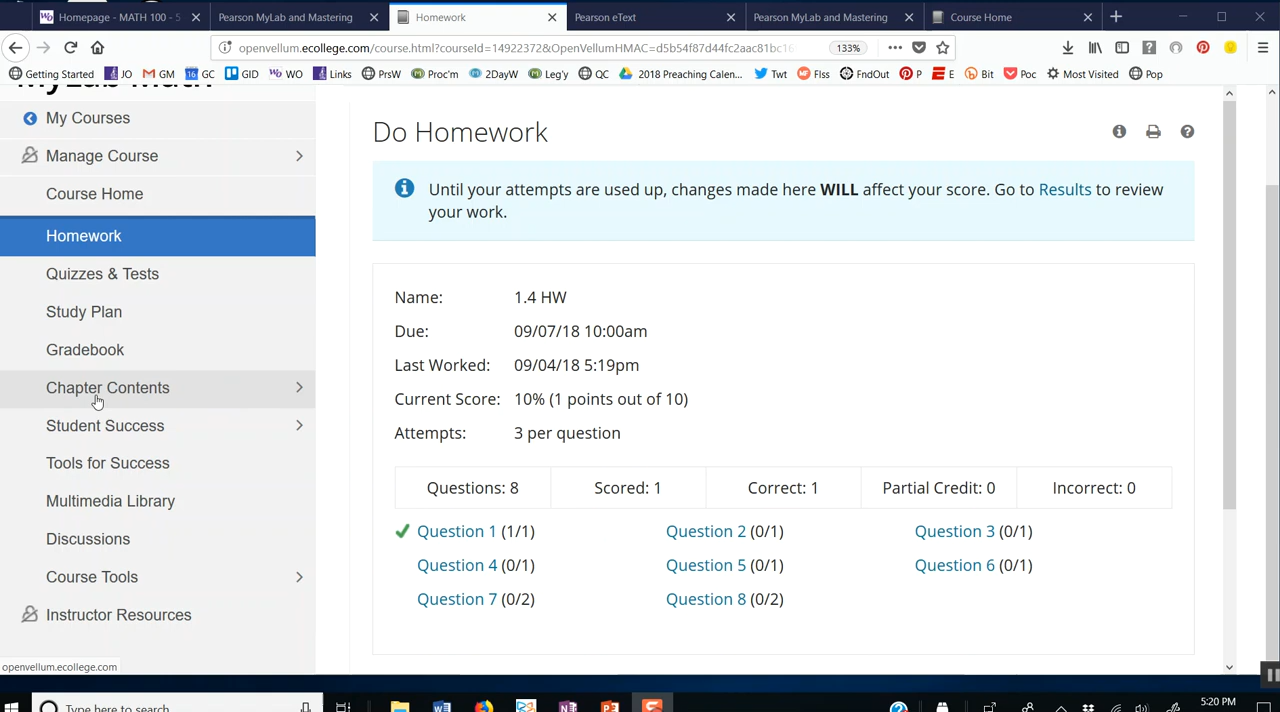 Homepage - MATH 100 - 5
Pearson MyLab and Mastering
Homework
Pearson eText
Pearson MyLab and Mastering
Course Home
openvellum.ecollege.com/course.html?courseId=14922372&OpenVellumHMAC=d5b54f87d44fc2aac81bc16
133%
Getting Started JO GM GC GID WO Links PrsW Proc'm 2DayW Leg'y QC 2018 Preaching Calen... Twt Flss FndOut P E Bit Poc Most Visited Pop
MyLab Math
My Courses
Manage Course
Course Home
Homework
Quizzes & Tests
Study Plan
Gradebook
Chapter Contents
Student Success
Tools for Success
Multimedia Library
Discussions
Course Tools
Instructor Resources
openvellum.ecollege.com
Do Homework
Until your attempts are used up, changes made here WILL affect your score. Go to Results to review
your work.
Name: 1.4 HW
Due: 09/07/18 10:00am
Last Worked: 09/04/18 5:19pm
Current Score: 10% (1 points out of 10)
Attempts: 3 per question
Questions: 8 Scored: 1 Correct: 1 Partial Credit: 0 Incorrect: 0
Question 1 (1/1) Question 2 (0/1) Question 3 (0/1)
Question 4 (0/1) Question 5 (0/1) Question 6 (0/1)
Question 7 (0/2) Question 8 (0/2)
Type here to search
5:20 PM